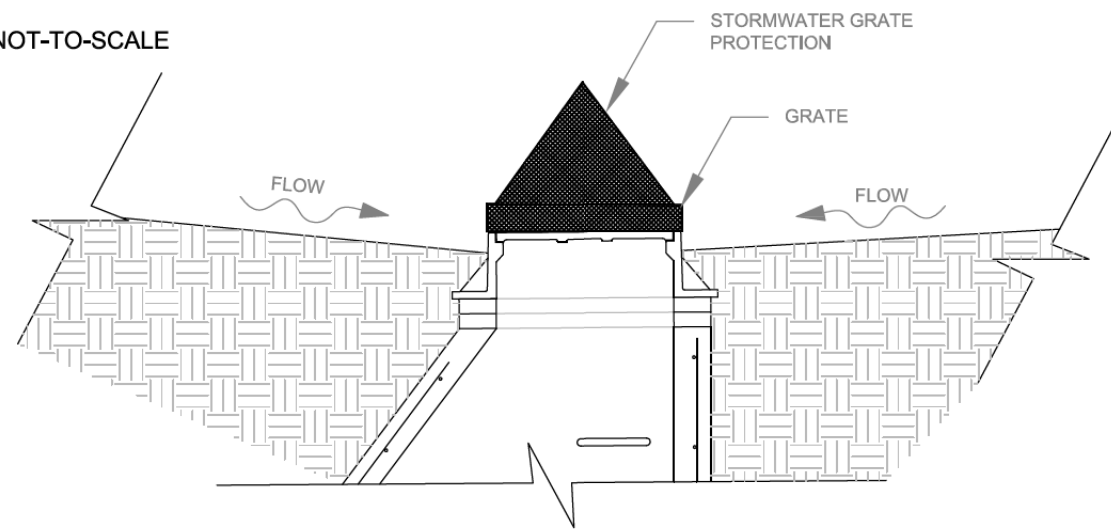 NOT-TO-SCALE
STORMWATER GRATE
PROTECTION
GRATE
FLOW
FLOW